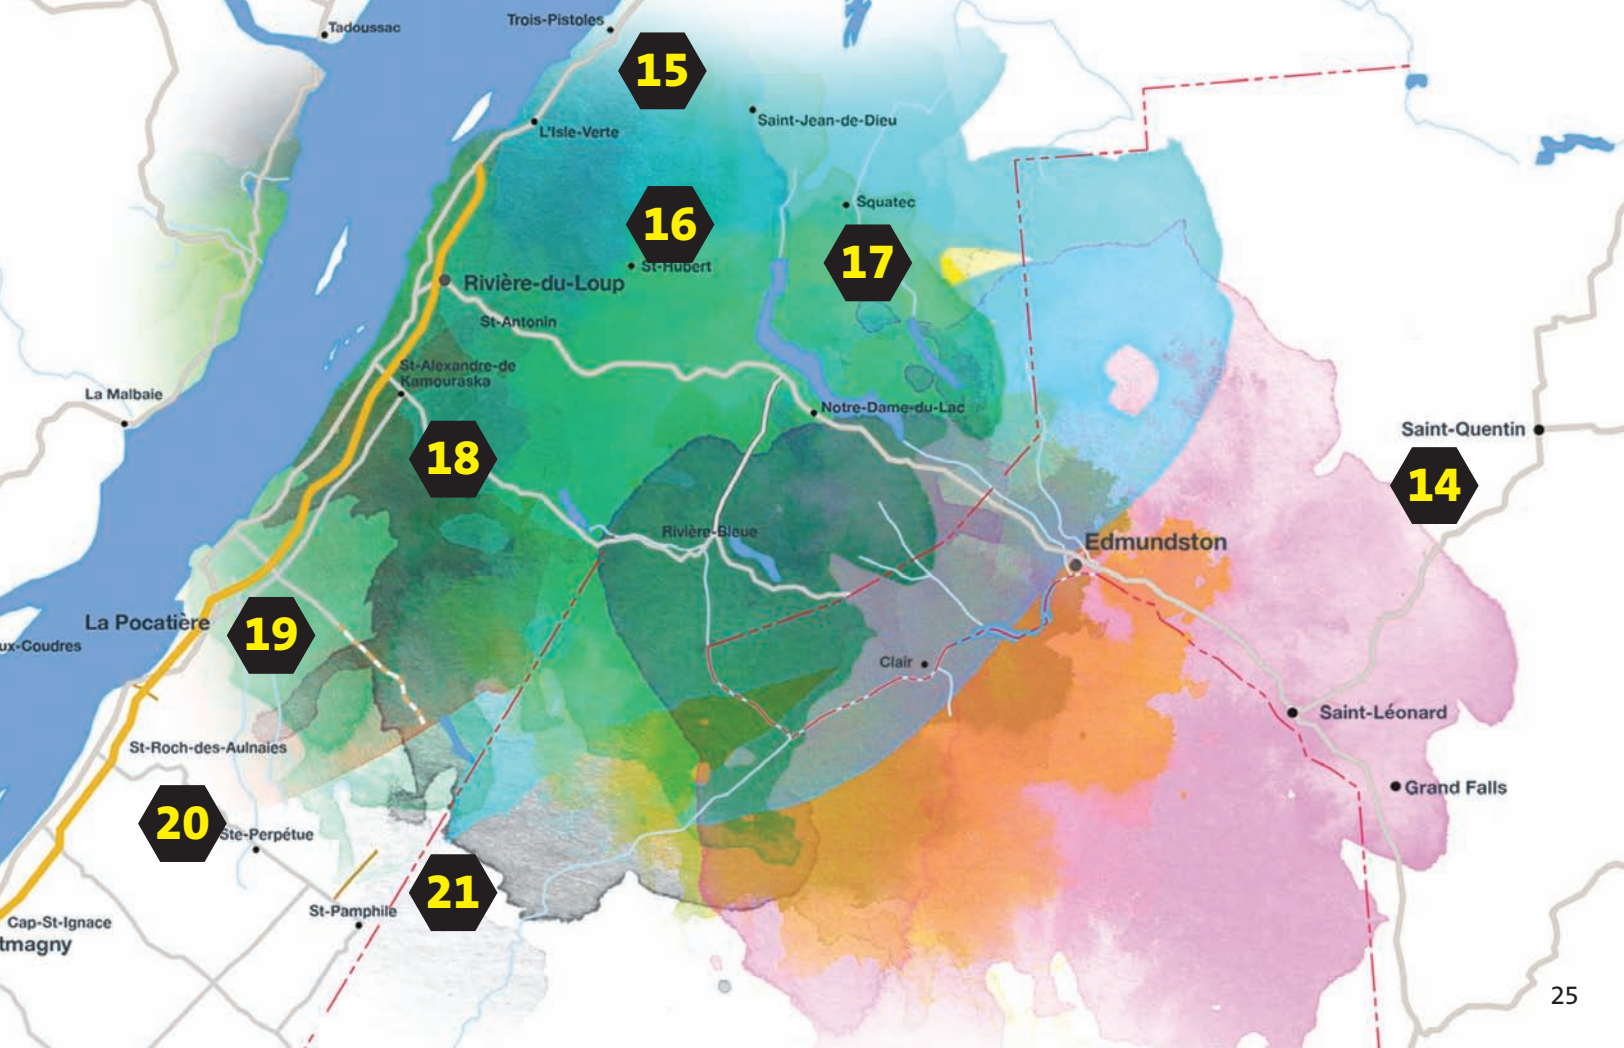 Trois-Pistoles
Tadoussac
15
Saint-Jean-de-Dieu
L'Isle-Verte
Squatec
16
17
St-Hubert
Rivière-du-Loup
St-Antonin
St-Alexandre-de
Kamouraska
La Malbaie
Notre-Dame-du-Lac
Saint-Quentin
18
14
Rivière-Bleue
Edmundston
La Pocatière
19
ux-Coudres
Clair
Saint-Léonard
St-Roch-des-Aulnaies
Grand Falls
20
Ste-Perpétue
21
St-Pamphile
Cap-St-Ignace
tmagny
25